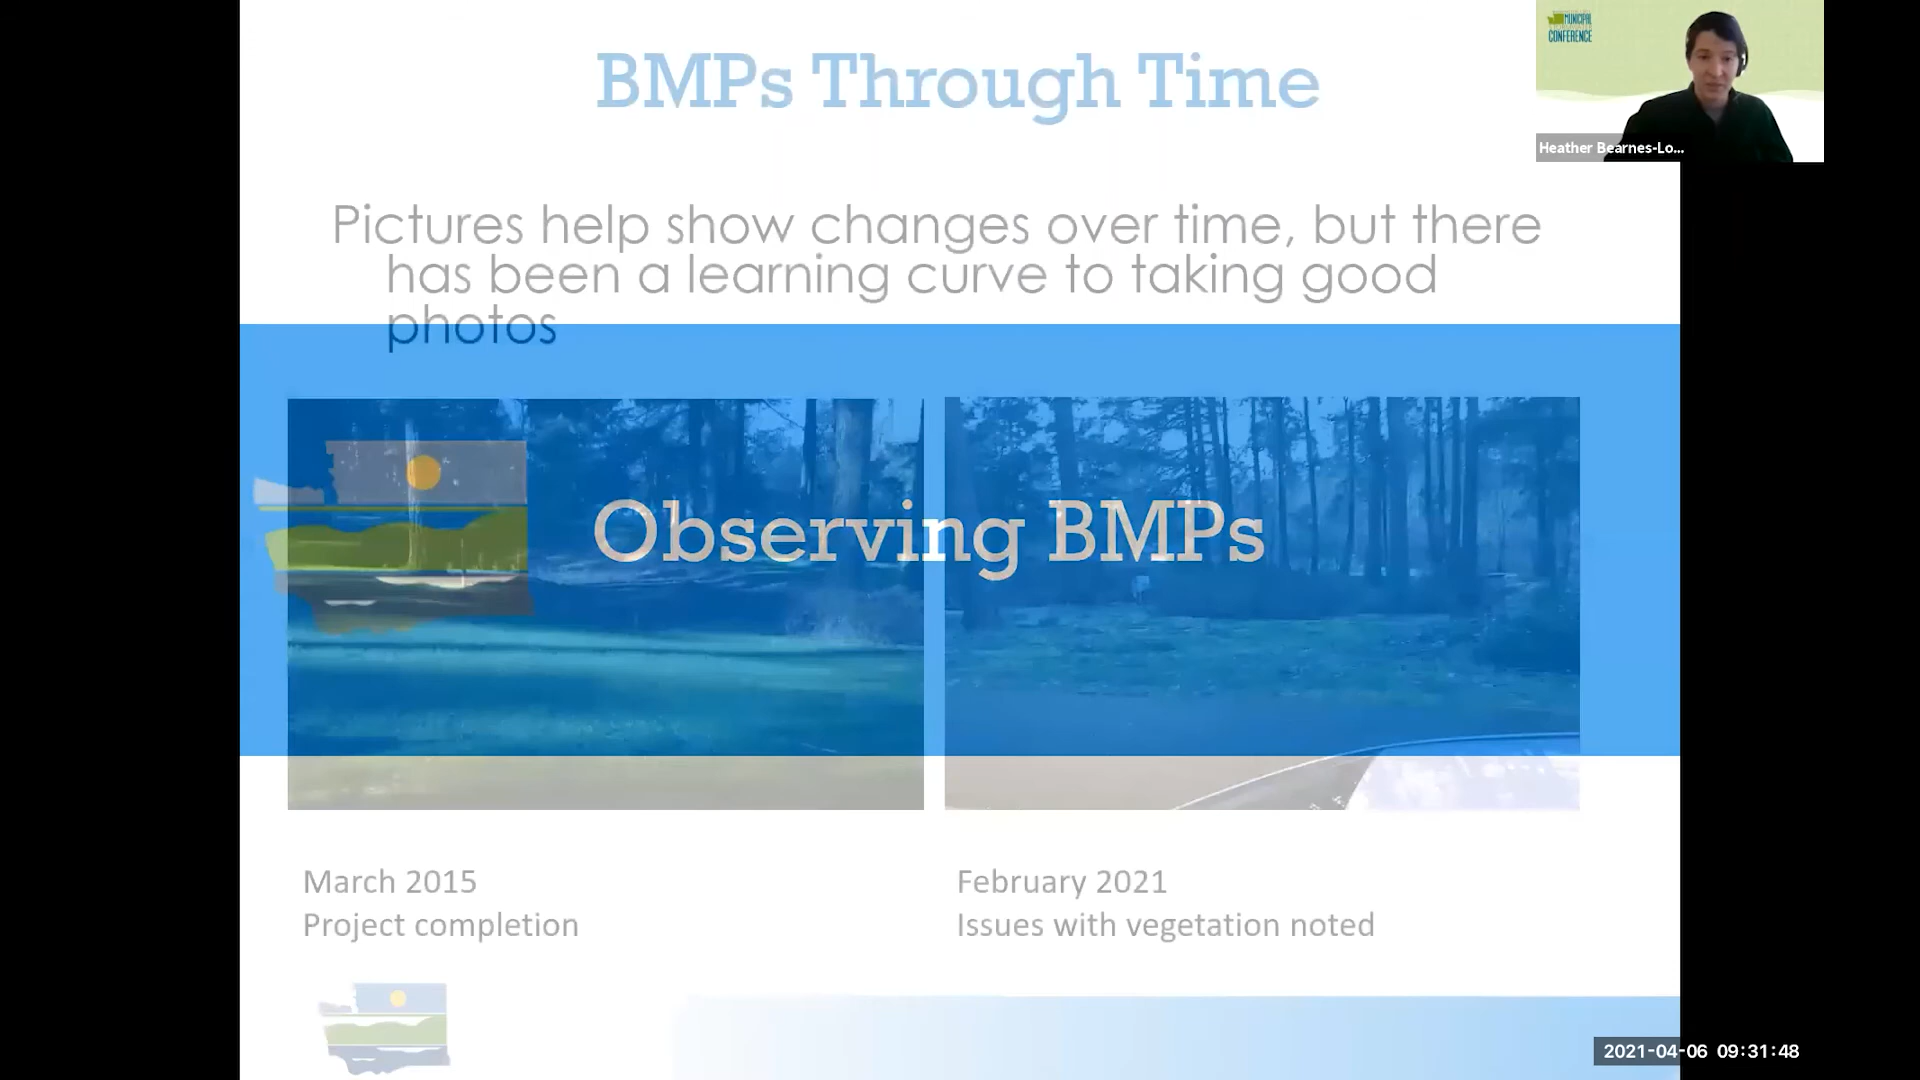 BMPs Through Time
MUNICIPAL
CONFERENCE
Heather Bearnes-Lo...
Pictures help show changes over time, but there
has been a learning curve to taking good
photos
Observing BMPs
March 2015
Project completion
February 2021
Issues with vegetation noted
2021-04-06 09:31:48